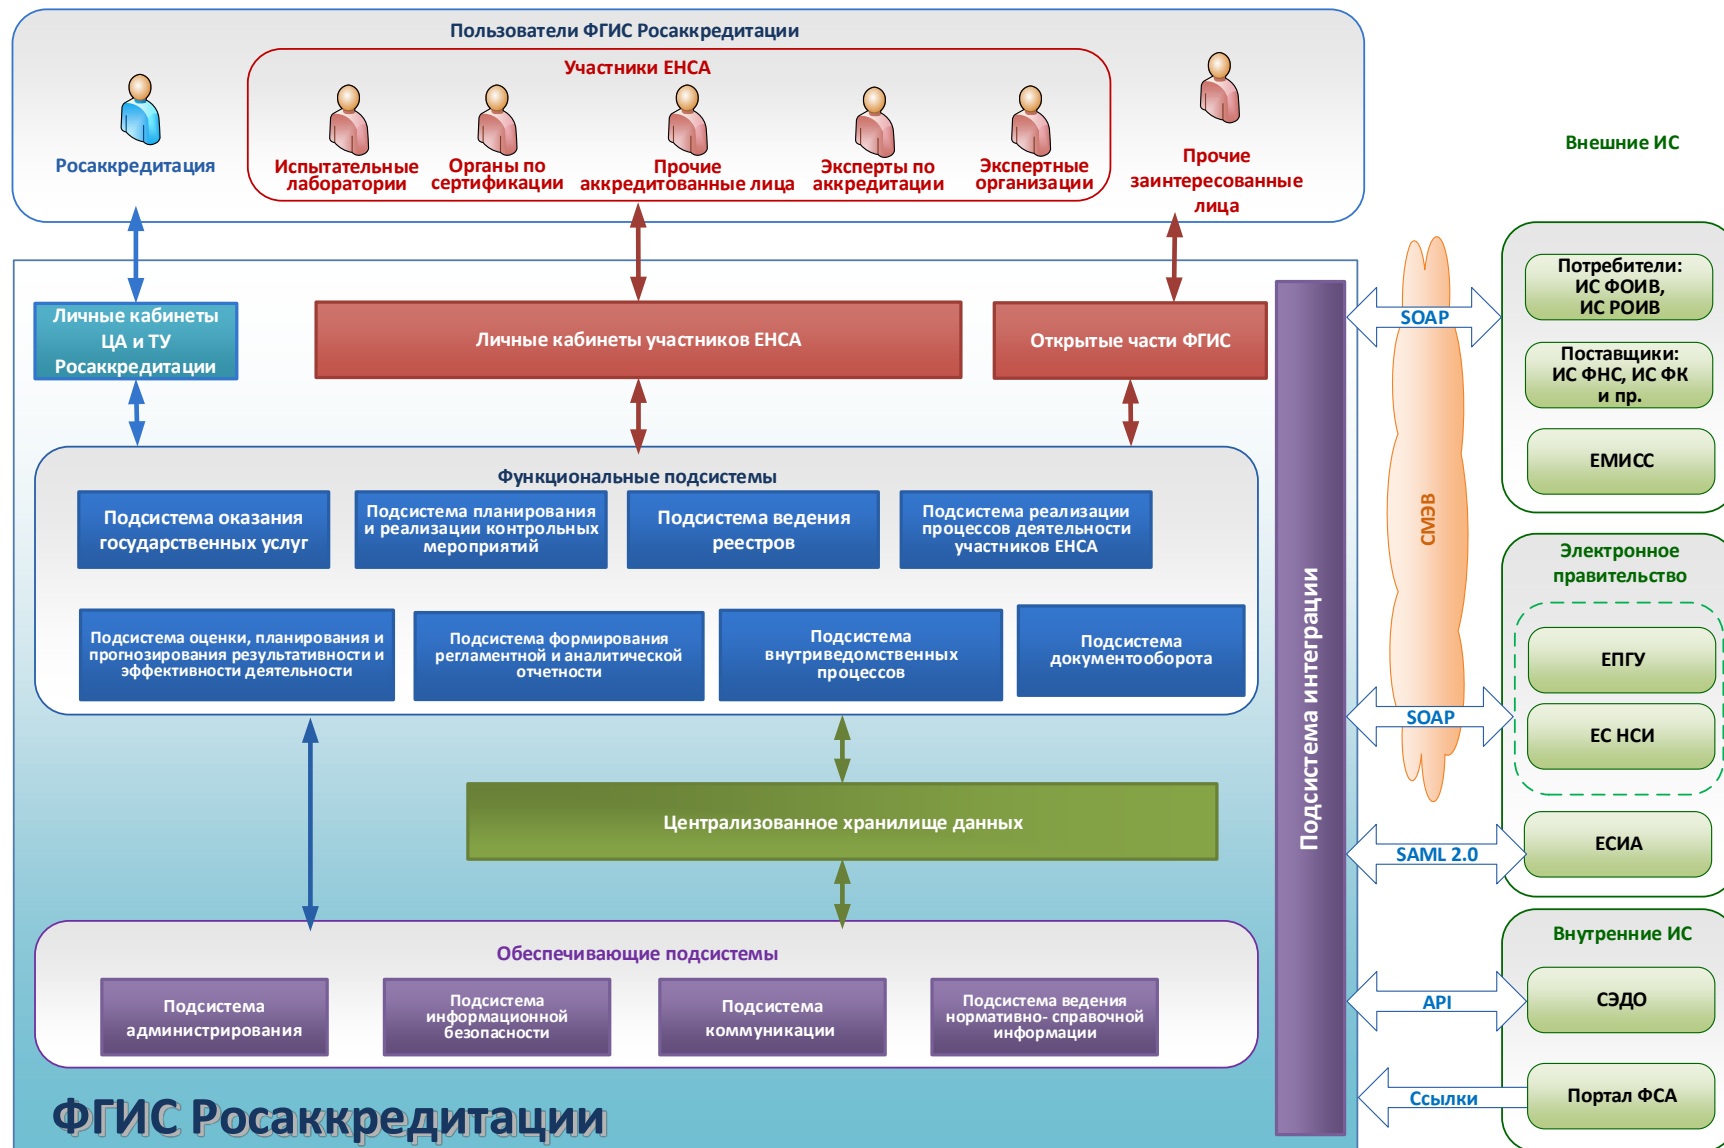 Пользователи ФГИС Росаккредитации
Участники ЕНСА
Росаккредитация
Испытательные
лаборатории
Органы по
сертификации
Прочие
аккредитованные лица
Эксперты по
аккредитации
Экспертные
организации
Прочие
заинтересованные
лица
Внешние ИС
Личные кабинеты
ЦА и ТУ
Росаккредитации
Личные кабинеты участников ЕНСА
Открытые части ФГИС
Функциональные подсистемы
Подсистема оказания
государственных услуг
Подсистема планирования
и реализации контрольных
мероприятий
Подсистема ведения
реестров
Подсистема реализации
процессов деятельности
участников ЕНСА
Подсистема оценки, планирования и
прогнозирования результативности и
эффективности деятельности
Подсистема формирования
регламентной и аналитической
отчетности
Подсистема
внутриведомственных
процессов
Подсистема
документооборота
Централизованное хранилище данных
Обеспечивающие подсистемы
Подсистема
администрирования
Подсистема
информационной
безопасности
Подсистема
коммуникации
Подсистема ведения
нормативно- справочной
информации
ФГИС Росаккредитации
Подсистема интеграции
СМЭВ
SOAP
SOAP
SAML 2.0
API
Ссылки
Потребители:
ИС ФОИВ,
ИС РОИВ
Поставщики:
ИС ФНС, ИС ФК
и пр.
ЕМИСС
Электронное
правительство
ЕПГУ
ЕС НСИ
ЕСИА
Внутренние ИС
СЭДО
Портал ФСА